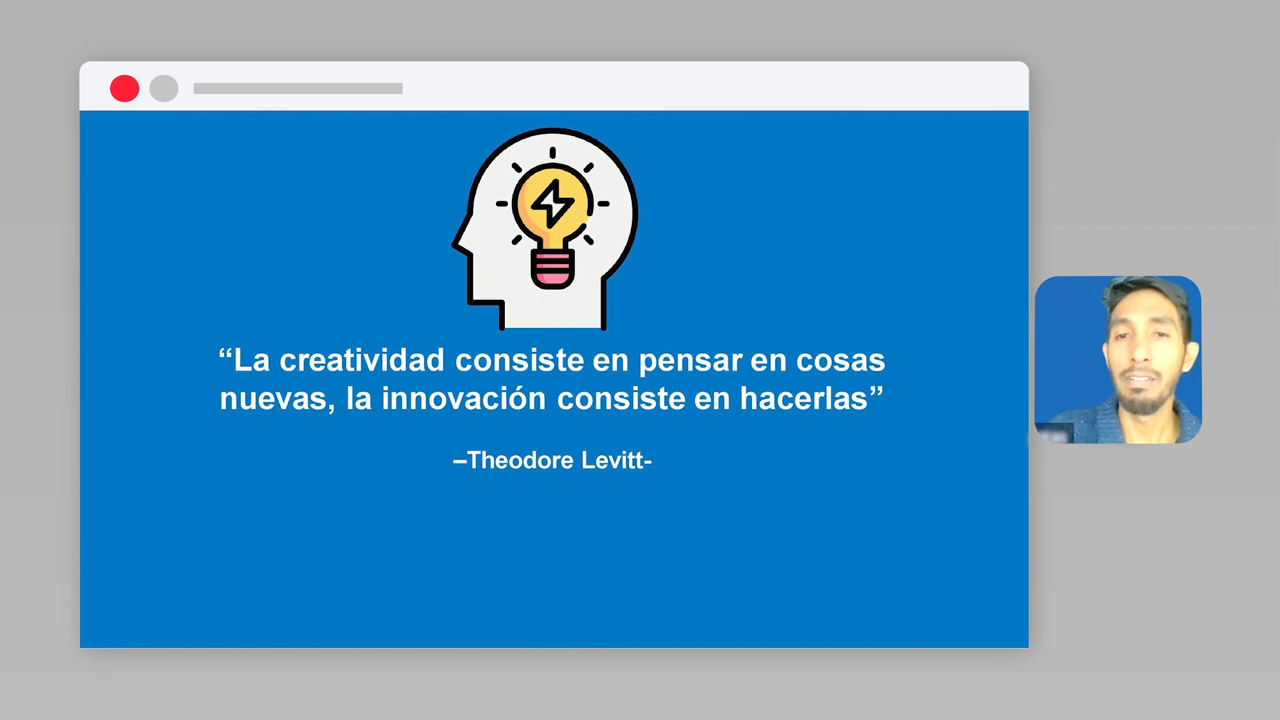 “La creatividad consiste en pensar en cosas
nuevas, la innovación consiste en hacerlas”
–Theodore Levitt-